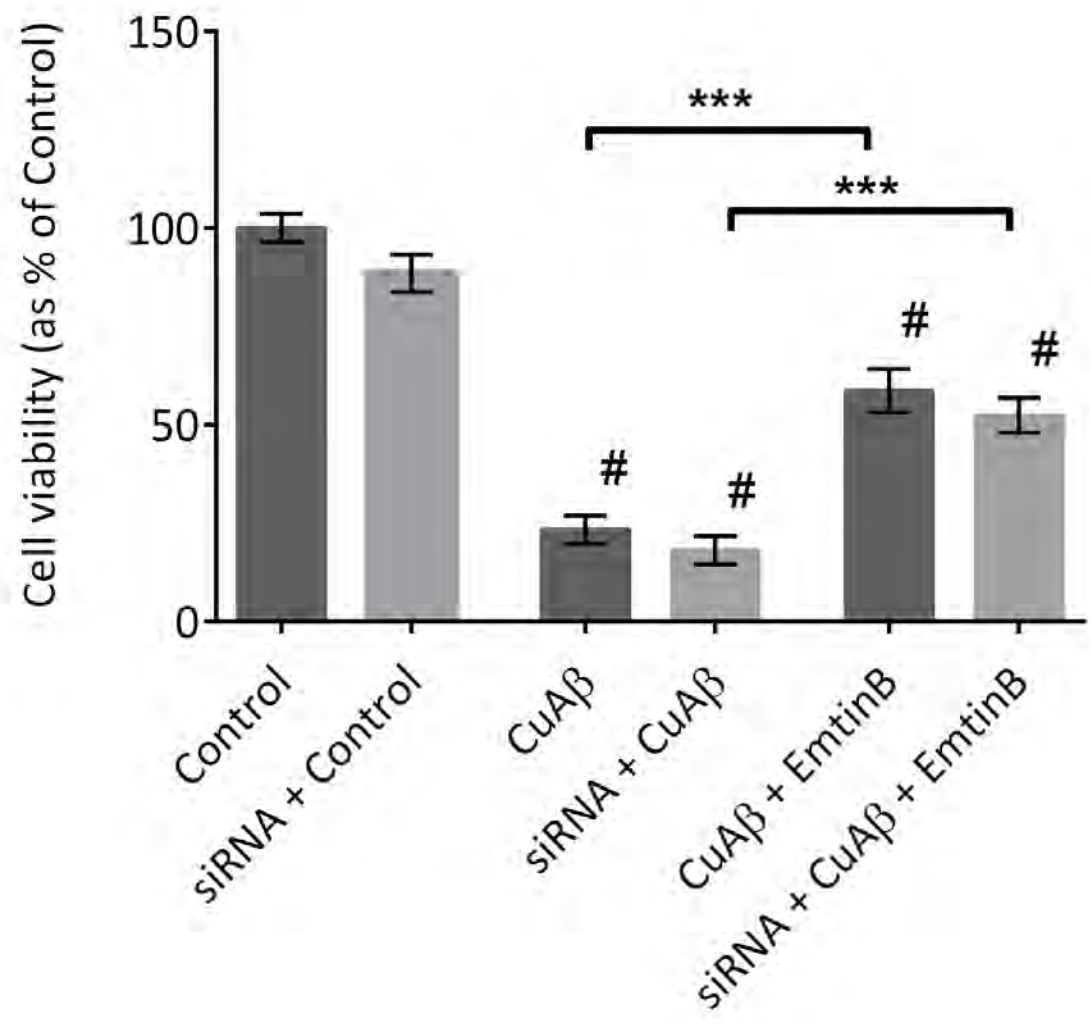 Cell viability (as % of Control)
150
100
50
0
***
***
#
#
#
#
Control
siRNA + Control
CuAβ
siRNA + CuAβ
CuAβ + EmtinB
siRNA + CuAβ + EmtinB